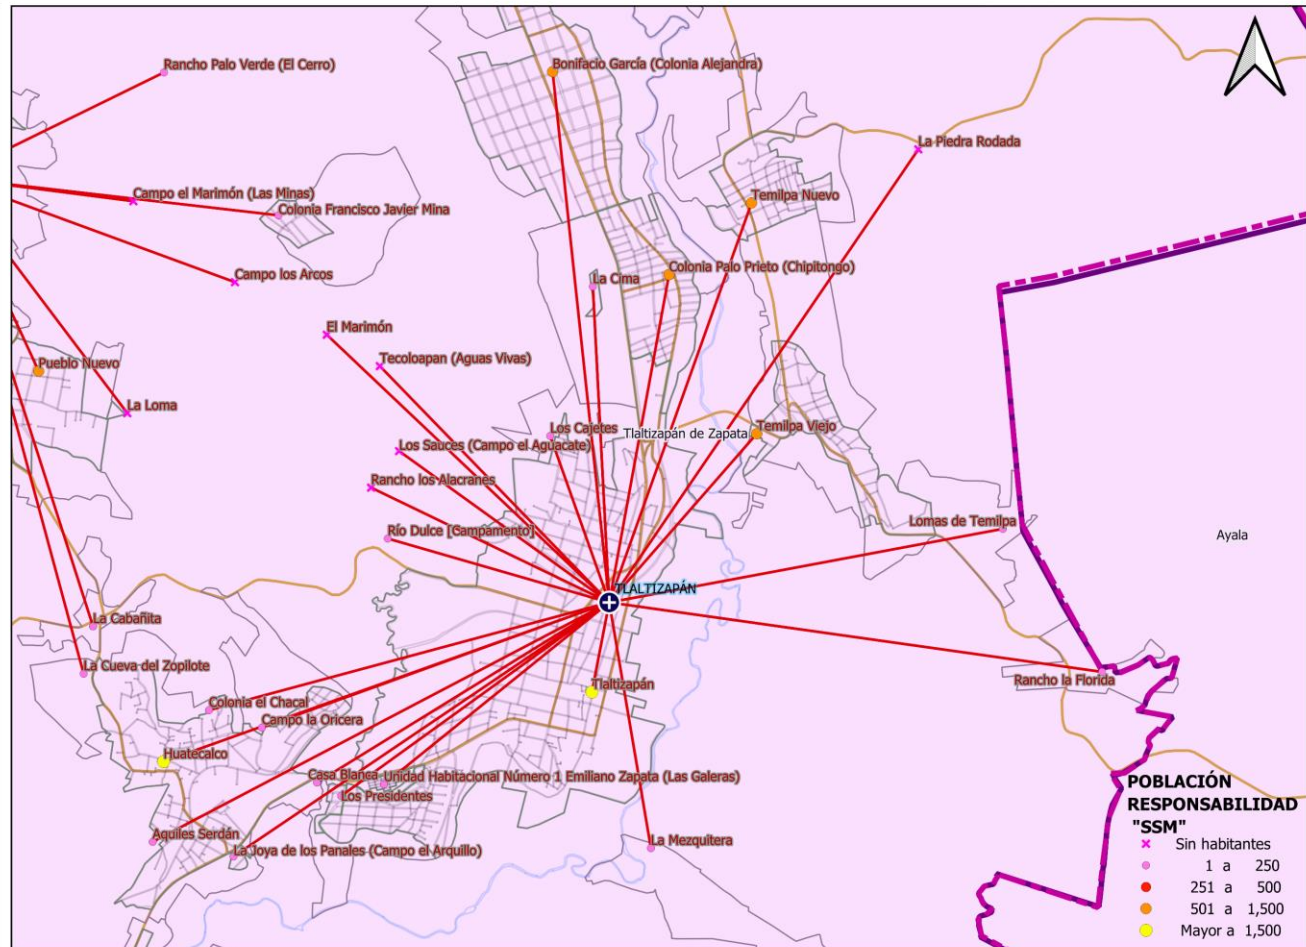 Rancho Palo Verde (El Cerro)
Bonifacio García (Colonia Alejandra)
La Piedra Rodada
Campo el Marimón (Las Minas)
Temilpa Nuevo
Colonia Francisco Javier Mina
Campo los Arcos
La Cima
Colonia Palo Prieto (Chipitongo)
El Marimón
Tecoloapan (Aguas Vivas)
Pueblo Nuevo
La Loma
Los Cajetes
Tlaltizapán de Zapata
Temilpa Viejo
Los Sauces (Campo el Aguacate)
Rancho los Alacranes
Río Dulce [Campamento]
Lomas de Temilpa
Ayala
TLALTIZAPÁN
La Cabañita
La Cueva del Zopilote
Rancho la Florida
Tlaltizapán
Colonia el Chacal
Campo la Oricera
Huatecalco
Casa Blanca
Unidad Habitacional Número 1 Emiliano Zapata (Las Galeras)
Los Presidentes
Aquiles Serdán
La Joya de los Panales (Campo el Arquillo)
La Mezquitera
POBLACIÓN
RESPONSABILIDAD
"SSM"
Sin habitantes
1 a 250
251 a 500
501 a 1,500
Mayor a 1,500